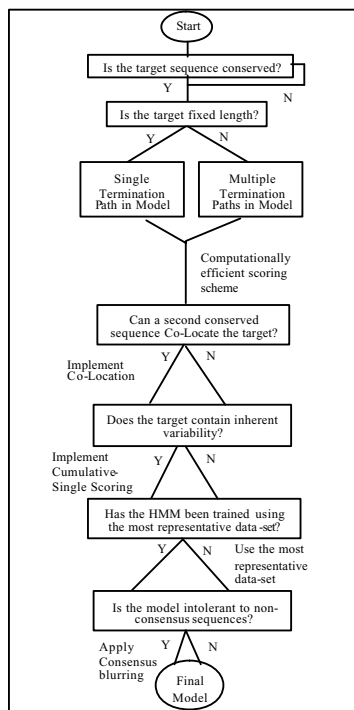 Start
Is the target sequence conserved?
Y
N
Is the target fixed length?
Y
N
Single
Termination
Path in Model
Multiple
Termination
Paths in Model
Computationally
efficient scoring
scheme
Can a second conserved
sequence Co-Locate the target?
Implement
Co-Location
Y
N
Does the target contain inherent
variability?
Implement
Cumulative-
Single Scoring
Y
N
Has the HMM been trained using
the most representative data-set?
Y
N
Use the most
representative
data-set
Is the model intolerant to non-
consensus sequences?
Apply
Consensus
blurring
Y
N
Final
Model